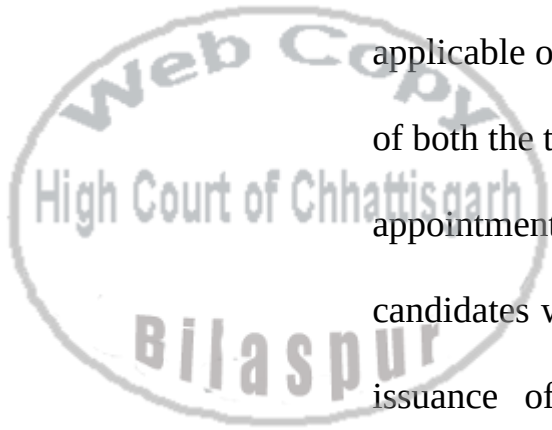 Web Copy
applicable o
of both the t
High Court of Chhattisgarh
appointment
candidates w
Bilaspur
issuance of